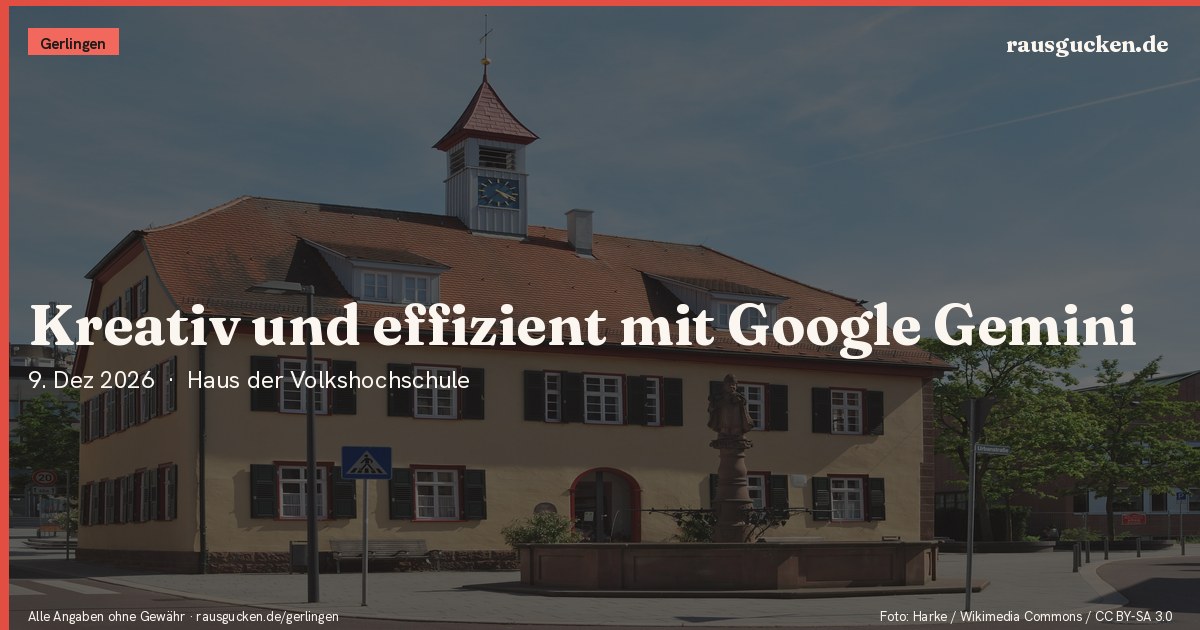 Gerlingen
rausgucken.de
Kreativ und effizient mit Google Gemini
9. Dez 2026 · Haus der Volkshochschule
20
Alle Angaben ohne Gewähr · rausgucken.de/gerlingen
Foto: Harke / Wikimedia Commons / CC BY-SA 3.0